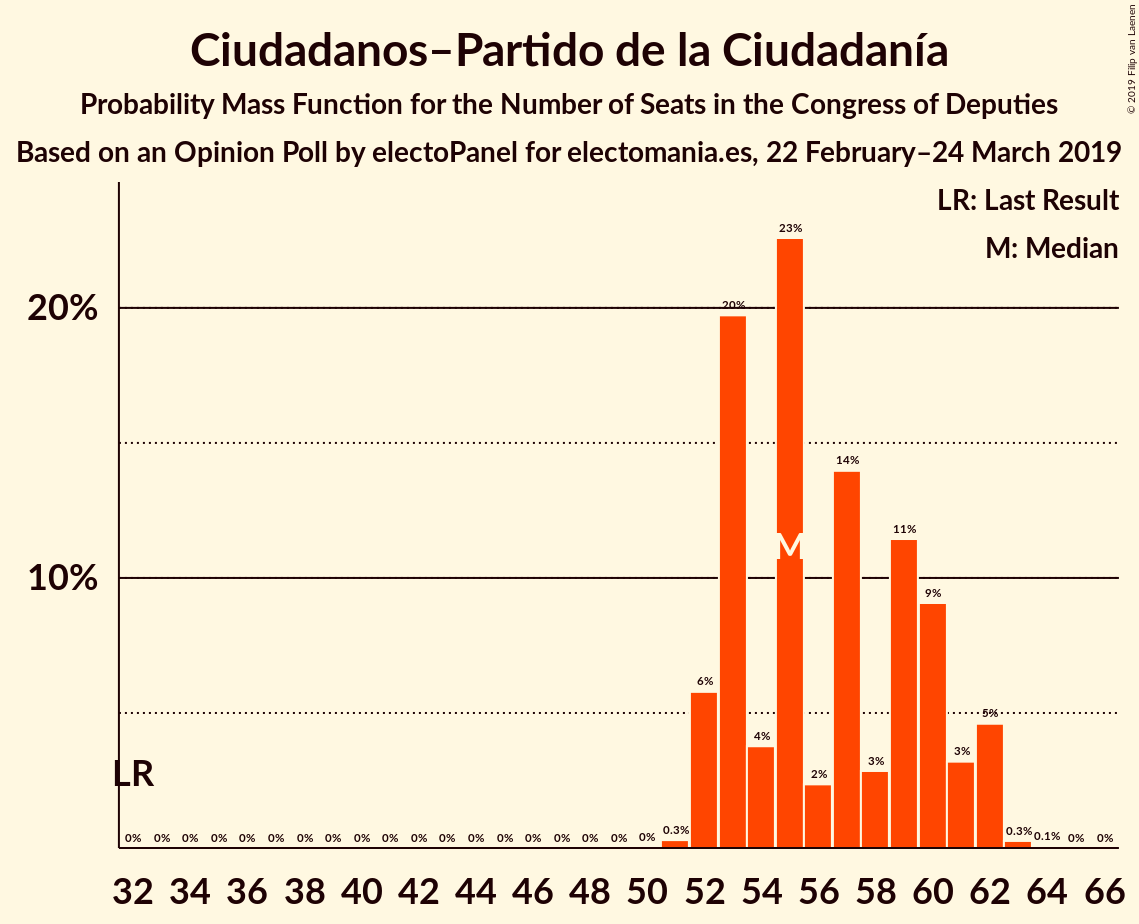 Ciudadanos–Partido de la Ciudadanía
Probability Mass Function for the Number of Seats in the Congress of Deputies
Based on an Opinion Poll by electoPanel for electomania.es, 22 February–24 March 2019
© 2019 Filip van Laenen
LR: Last Result
M: Median
20%
10%
23%
20%
14%
11%
9%
6%
5%
4%
3%
3%
2%
M
LR
0% 0% 0% 0% 0% 0% 0% 0% 0% 0% 0% 0% 0% 0% 0% 0% 0% 0% 0% 0.3% 0.3% 0.1% 0% 0%
32 34 36 38 40 42 44 46 48 50 52 54 56 58 60 62 64 66